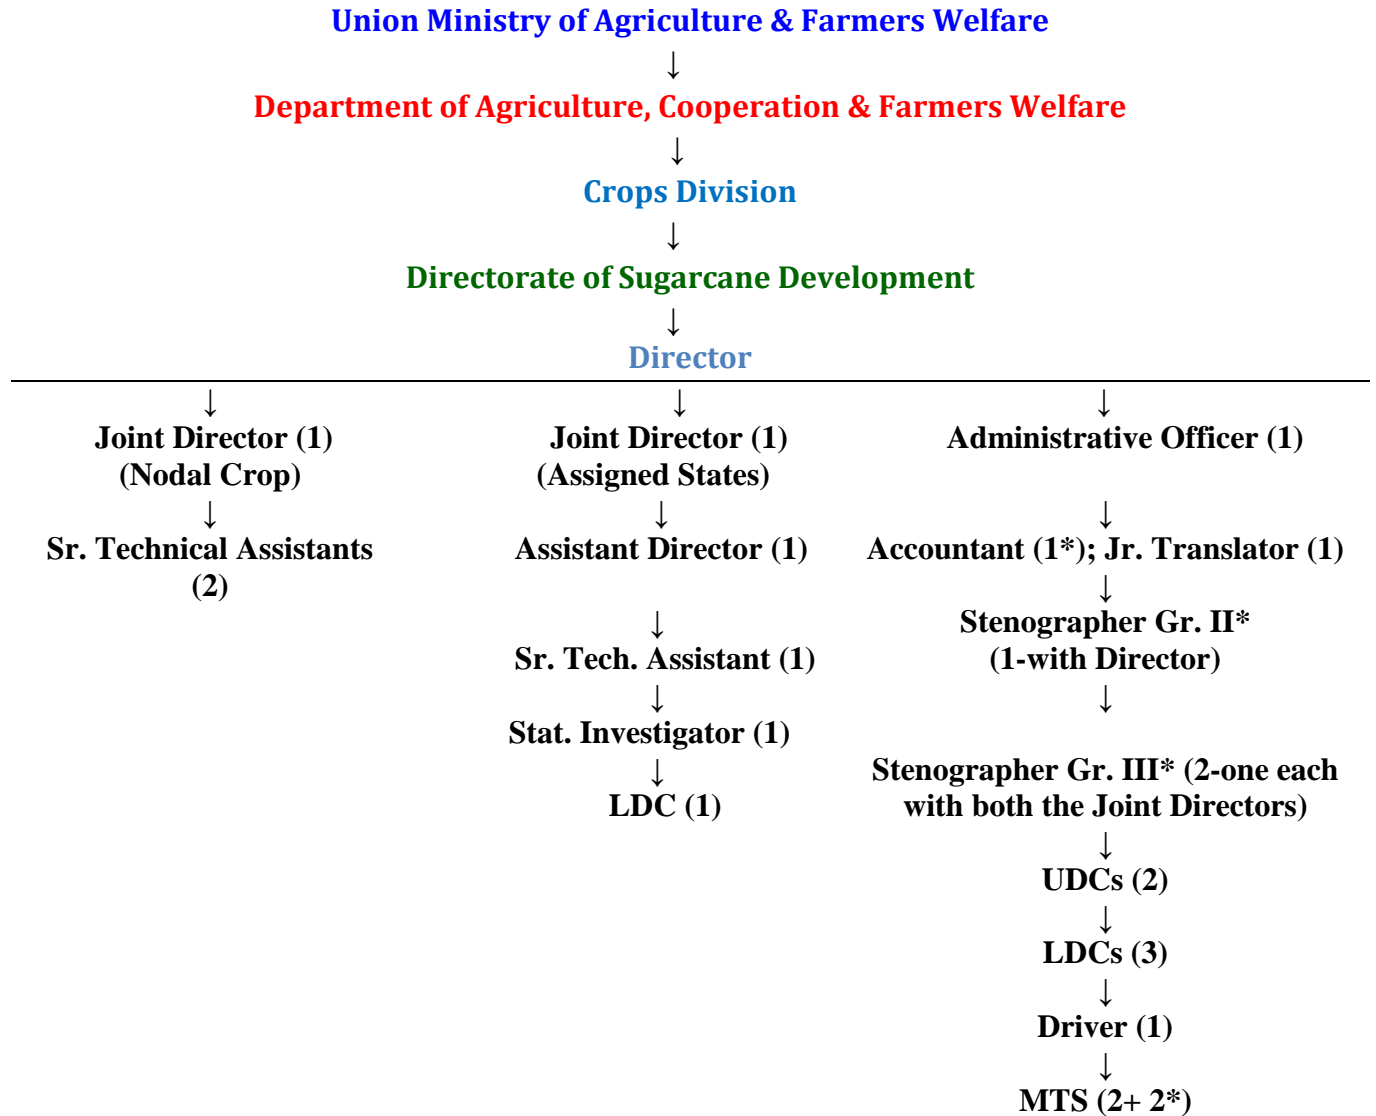 Union Ministry of Agriculture & Farmers Welfare
↓
Department of Agriculture, Cooperation & Farmers Welfare
↓
Crops Division
↓
Directorate of Sugarcane Development
↓
Director
↓
Joint Director (1)
(Nodal Crop)
↓
Sr. Technical Assistants
(2)
↓
Joint Director (1)
(Assigned States)
↓
Assistant Director (1)
↓
Sr. Tech. Assistant (1)
↓
Stat. Investigator (1)
↓
LDC (1)
↓
Administrative Officer (1)
↓
Accountant (1*); Jr. Translator (1)
↓
Stenographer Gr. II*
(1-with Director)
↓
Stenographer Gr. III* (2-one each
with both the Joint Directors)
↓
UDCs (2)
↓
LDCs (3)
↓
Driver (1)
↓
MTS (2+ 2*)